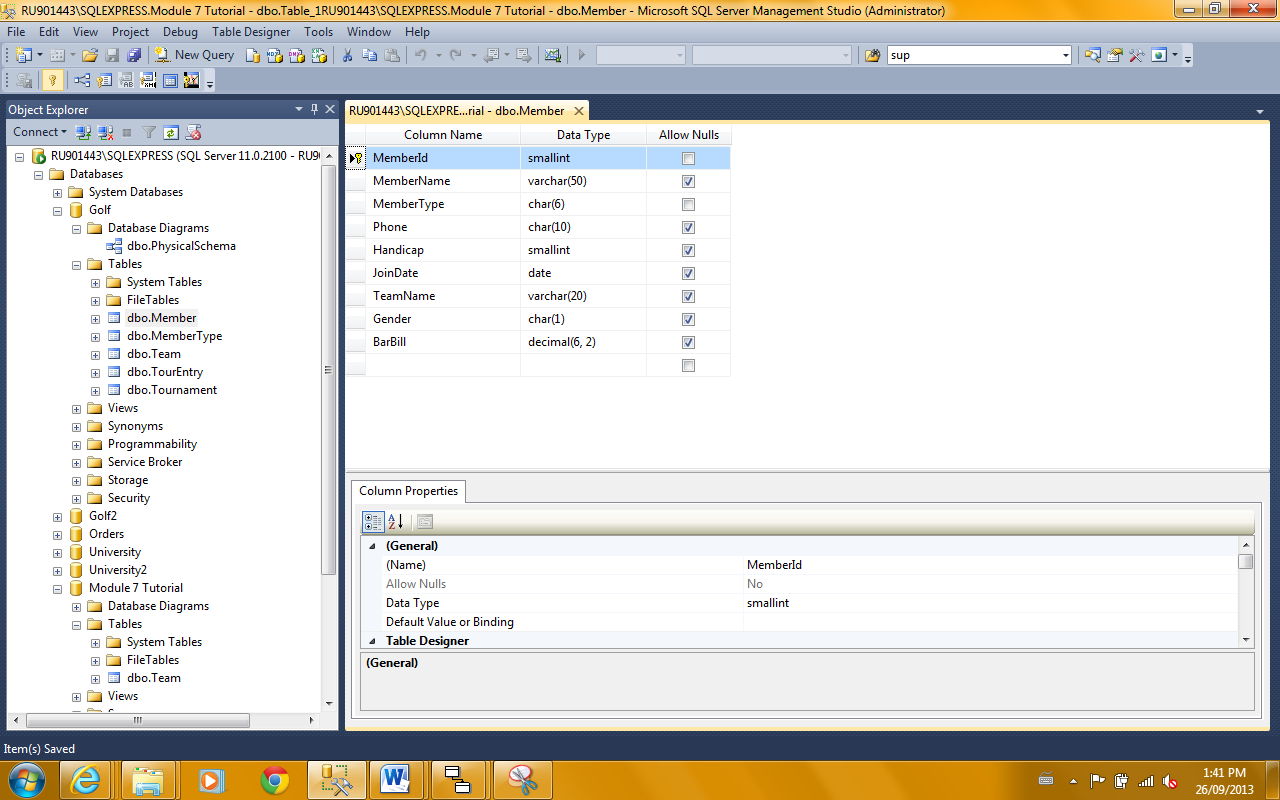 RU901443\SQLEXPRESS.Module 7 Tutorial - dbo.Table_1RU901443\SQLEXPRESS.Module 7 Tutorial - dbo.Member - Microsoft SQL Server Management Studio (Administrator)
File Edit View Project Debug Table Designer Tools Window Help
New Query sup
Object Explorer
Connect
RU901443\SQLEXPRESS (SQL Server 11.0.2100 - RU90
Databases
System Databases
Golf
Database Diagrams
dbo.PhysicalSchema
Tables
System Tables
FileTables
dbo.Member
dbo.MemberType
dbo.Team
dbo.TourEntry
dbo.Tournament
Views
Synonyms
Programmability
Service Broker
Storage
Security
Golf2
Orders
University
University2
Module 7 Tutorial
Database Diagrams
Tables
System Tables
FileTables
dbo.Team
Views
RU901443\SQLEXPRE...rial - dbo.Member
Column Name Data Type Allow Nulls
MemberId smallint
MemberName varchar(50)
MemberType char(6)
Phone char(10)
Handicap smallint
JoinDate date
TeamName varchar(20)
Gender char(1)
BarBill decimal(6, 2)
Column Properties
(General)
(Name) MemberId
Allow Nulls No
Data Type smallint
Default Value or Binding
Table Designer
(General)
Item(s) Saved
1:41 PM
26/09/2013